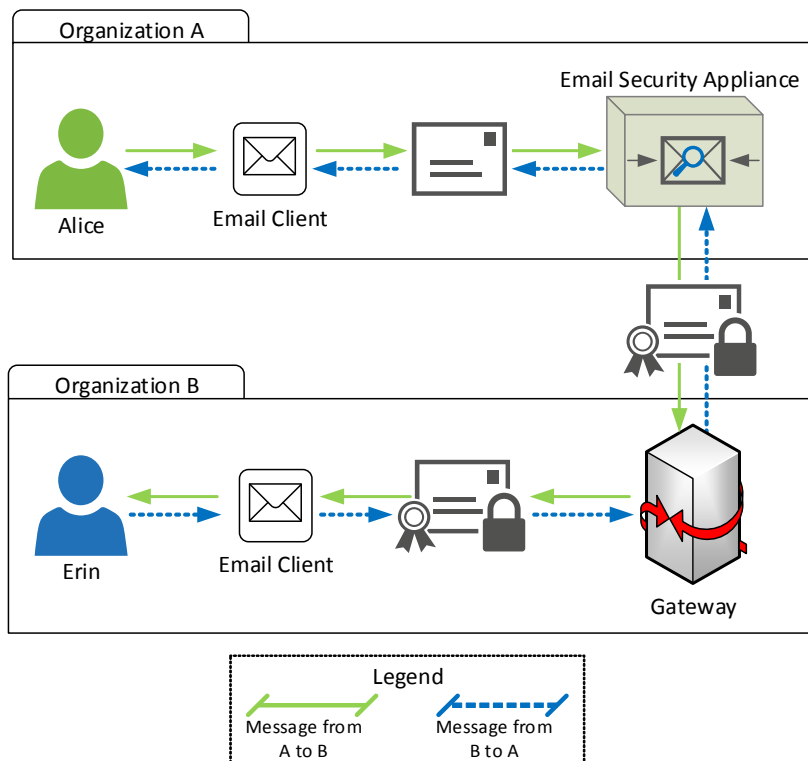 Organization A
Email Security Appliance
Alice
Email Client
Organization B
Erin
Email Client
Gateway
Legend
Message from
A to B
Message from
B to A